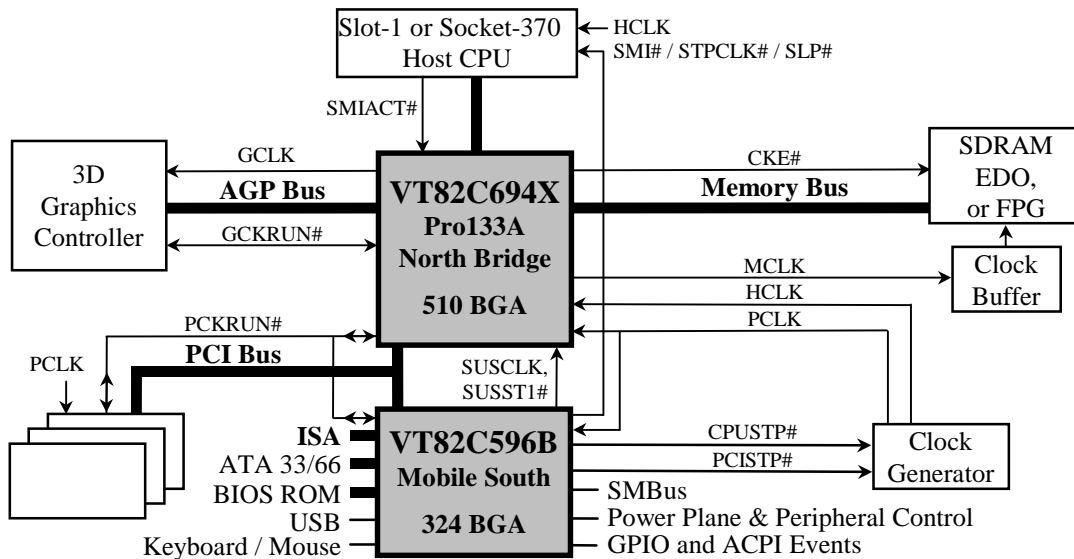 Slot-1 or Socket-370
Host CPU
HCLK
SMI# / STPCLK# / SLP#
SMIACT#
3D
Graphics
Controller
GCLK
AGP Bus
GCKRUN#
VT82C694X
Pro133A
North Bridge
510 BGA
CKE#
Memory Bus
SDRAM
EDO,
or FPG
MCLK
HCLK
PCLK
Clock
Buffer
PCKRUN#
PCI Bus
PCLK
SUSCLK,
SUSST1#
ISA
ATA 33/66
BIOS ROM
USB
Keyboard / Mouse
VT82C596B
Mobile South
324 BGA
CPUSTP#
PCISTP#
Clock
Generator
SMBus
Power Plane & Peripheral Control
GPIO and ACPI Events